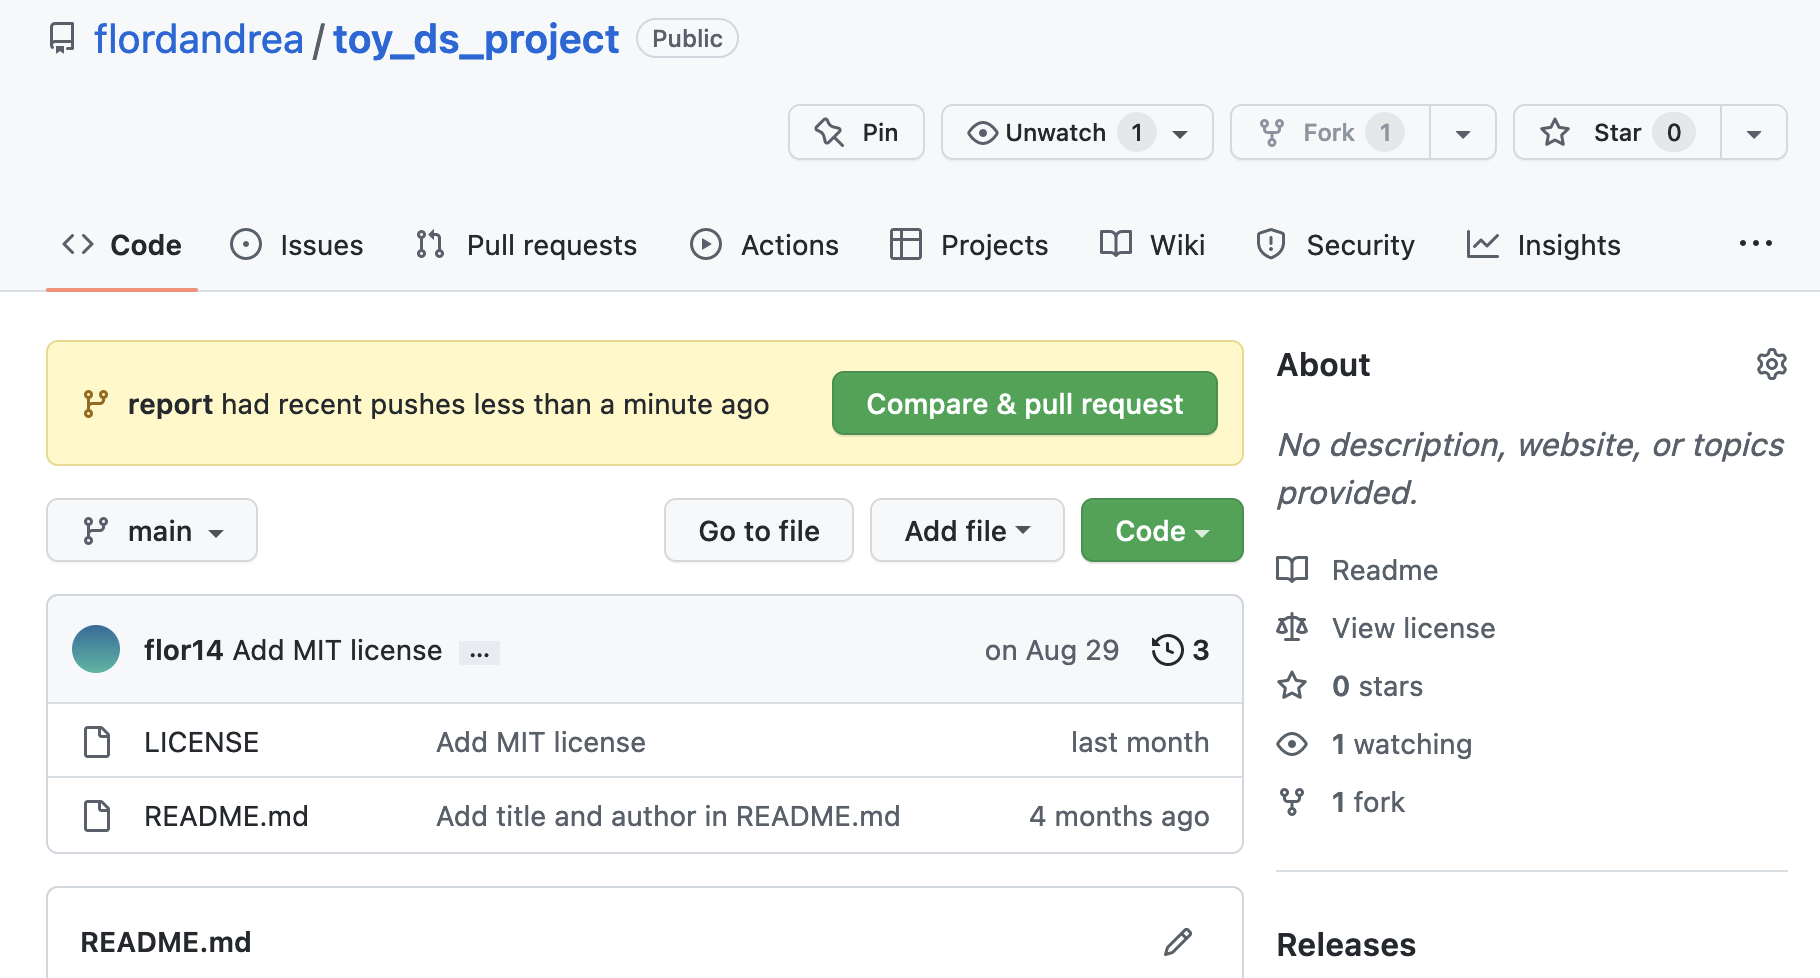 flordandrea / toy_ds_project Public
Pin Unwatch 1 Fork 1 Star 0
Code Issues Pull requests Actions Projects Wiki Security Insights ...
report had recent pushes less than a minute ago Compare & pull request
main Go to file Add file Code
flor14 Add MIT license ... on Aug 29 3
LICENSE Add MIT license last month
README.md Add title and author in README.md 4 months ago
README.md
About
No description, website, or topics
provided.
Readme
View license
0 stars
1 watching
1 fork
Releases